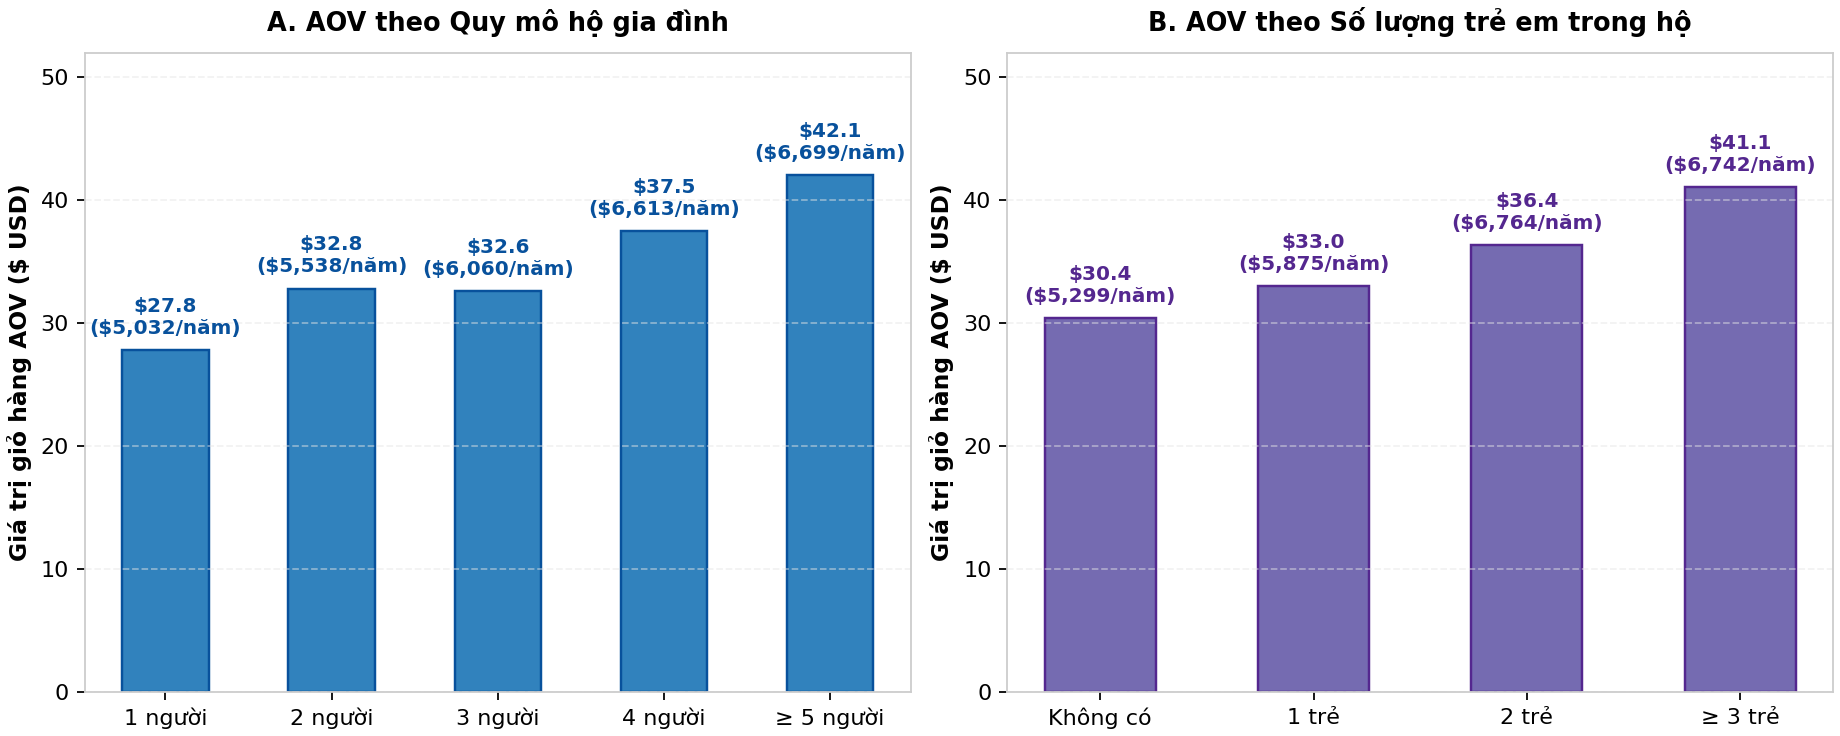 A. AOV theo Quy mô hộ gia đình
Giá trị giỏ hàng AOV ($ USD)
50
40
30
20
10
0
$27.8
($5,032/năm)
$32.8
($5,538/năm)
$32.6
($6,060/năm)
$37.5
($6,613/năm)
$42.1
($6,699/năm)
1 người
2 người
3 người
4 người
≥ 5 người
B. AOV theo Số lượng trẻ em trong hộ
Giá trị giỏ hàng AOV ($ USD)
50
40
30
20
10
0
$30.4
($5,299/năm)
$33.0
($5,875/năm)
$36.4
($6,764/năm)
$41.1
($6,742/năm)
Không có
1 trẻ
2 trẻ
≥ 3 trẻ